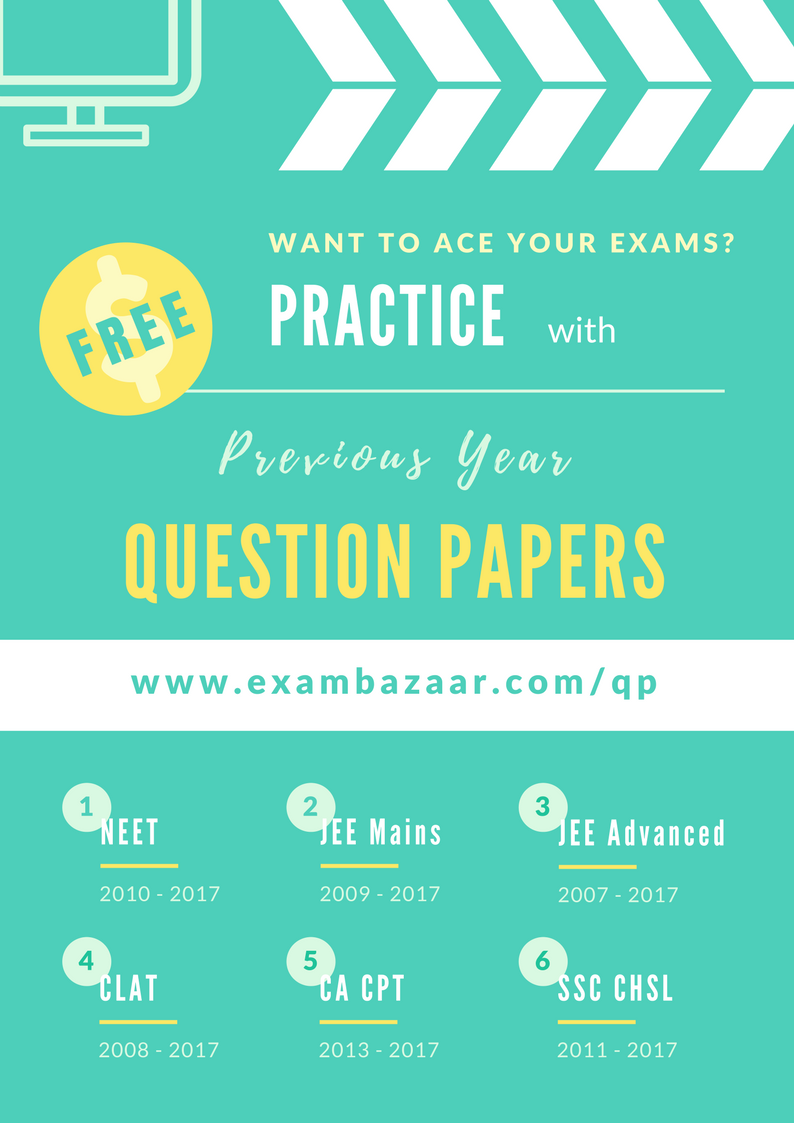 WANT TO ACE YOUR EXAMS?
$
FREE
PRACTICE with
Previous Year
QUESTION PAPERS
www.exambazaar.com/qp
1
NEET
2010 - 2017
2
JEE Mains
2009 - 2017
3
JEE Advanced
2007 - 2017
4
CLAT
2008 - 2017
5
CA CPT
2013 - 2017
6
SSC CHSL
2011 - 2017